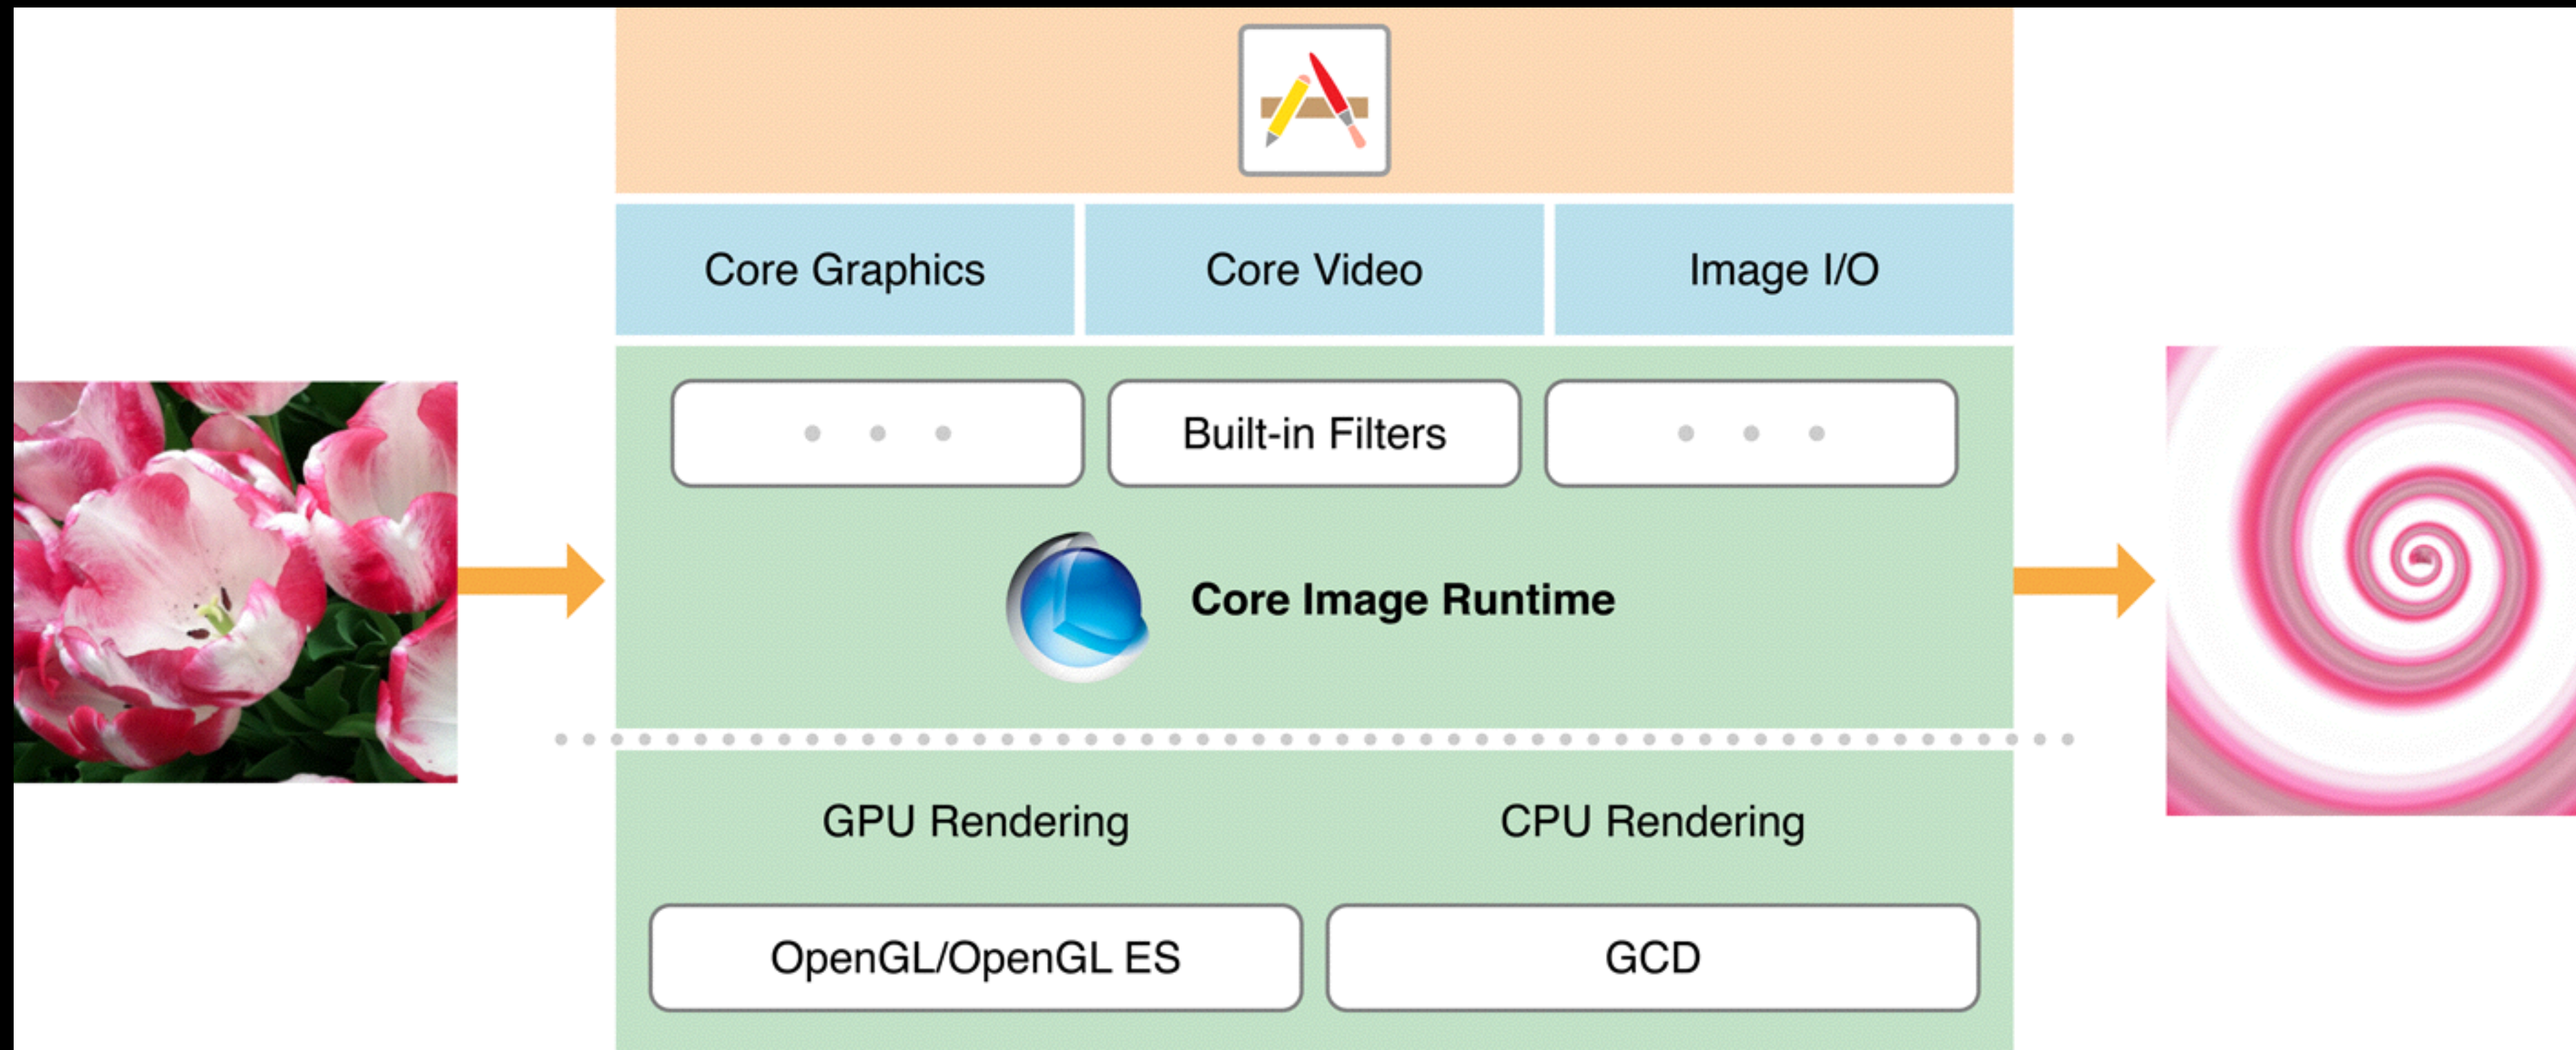 Core Graphics
Core Video
Image I/O
Built-in Filters
Core Image Runtime
GPU Rendering
CPU Rendering
OpenGL/OpenGL ES
GCD